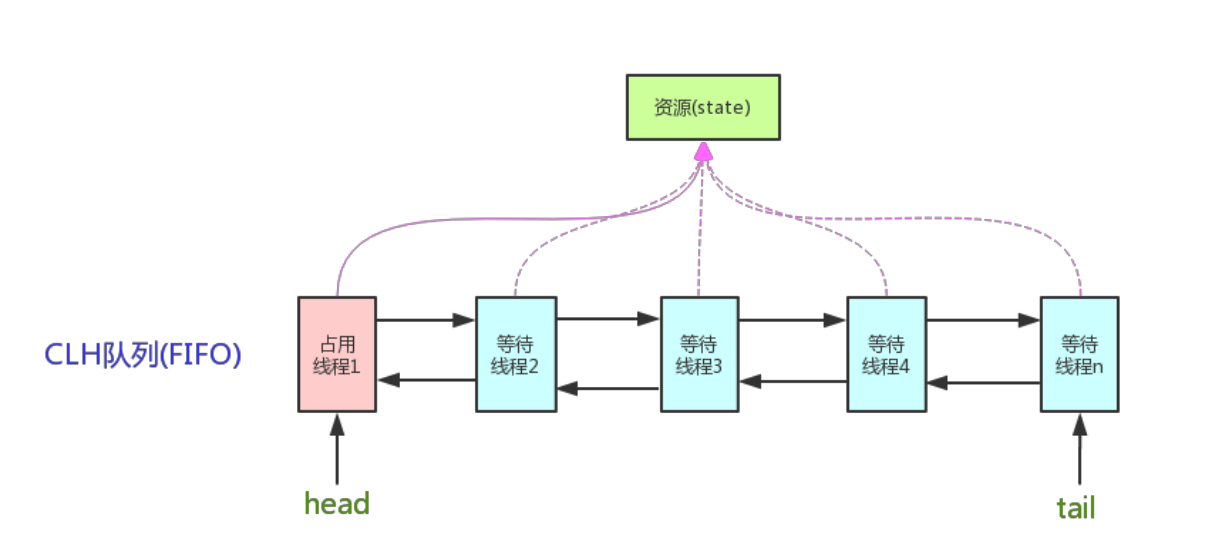 资源(state)
CLH队列(FIFO)
占用
线程1
等待
线程2
等待
线程3
等待
线程4
等待
线程n
head
tail